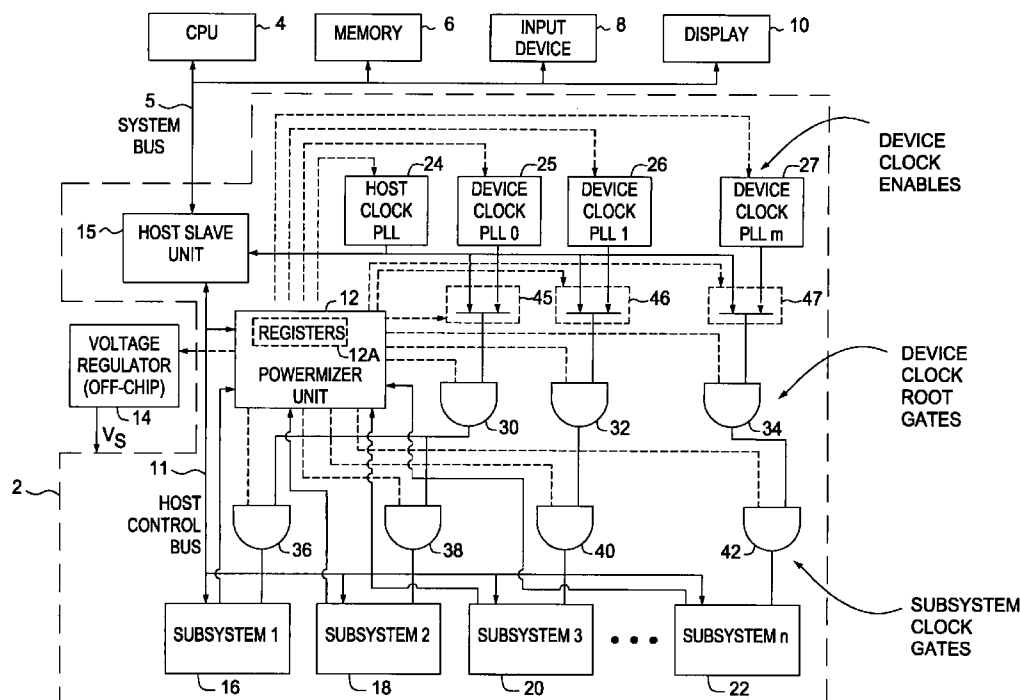 CPU
4
MEMORY
6
INPUT
DEVICE
8
DISPLAY
10
5
SYSTEM
BUS
DEVICE
CLOCK
ENABLES
24
HOST
CLOCK
PLL
25
DEVICE
CLOCK
PLL 0
26
DEVICE
CLOCK
PLL 1
27
DEVICE
CLOCK
PLL m
15
HOST SLAVE
UNIT
12
REGISTERS
12A
POWERMIZER
UNIT
45
46
47
VOLTAGE
REGULATOR
(OFF-CHIP)
14
VS
DEVICE
CLOCK
ROOT
GATES
30
32
34
2
11
HOST
CONTROL
BUS
36
38
40
42
SUBSYSTEM 1
16
SUBSYSTEM 2
18
SUBSYSTEM 3
20
SUBSYSTEM n
22
SUBSYSTEM
CLOCK
GATES